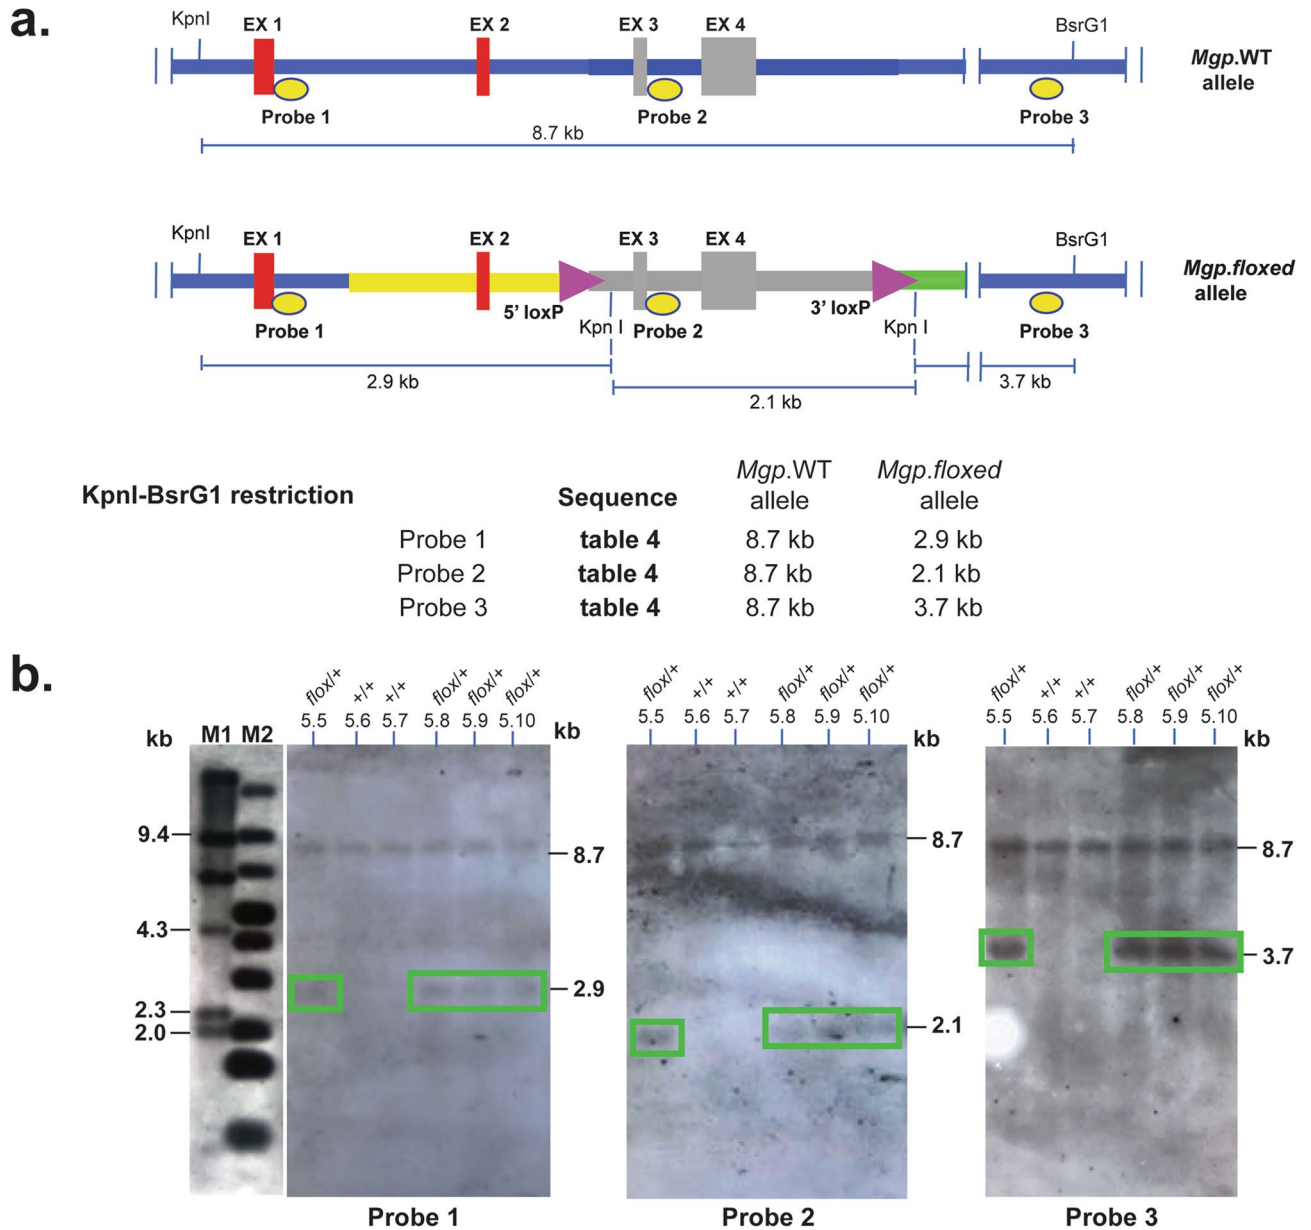 a.
KpnI EX 1 EX 2 EX 3 EX 4 BsrG1
Mgp.WT
allele
Probe 1 Probe 2 Probe 3
8.7 kb
KpnI EX 1 EX 2 EX 3 EX 4 BsrG1
Mgp.floxed
allele
5' loxP 3' loxP
Probe 1 Kpn I Probe 2 Kpn I Probe 3
2.9 kb 3.7 kb
2.1 kb
Mgp.WT Mgp.floxed
KpnI-BsrG1 restriction Sequence allele allele
Probe 1 table 4 8.7 kb 2.9 kb
Probe 2 table 4 8.7 kb 2.1 kb
Probe 3 table 4 8.7 kb 3.7 kb
b.
flox/+ +/+ +/+ flox/+ flox/+ flox/+ flox/+ +/+ +/+ flox/+ flox/+ flox/+ flox/+ +/+ +/+ flox/+ flox/+ flox/+
5.5 5.6 5.7 5.8 5.9 5.10 5.5 5.6 5.7 5.8 5.9 5.10 5.5 5.6 5.7 5.8 5.9 5.10
kb M1 M2 kb kb kb
9.4 8.7 8.7 8.7
4.3 3.7
2.9
2.3 2.1
2.0
Probe 1 Probe 2 Probe 3